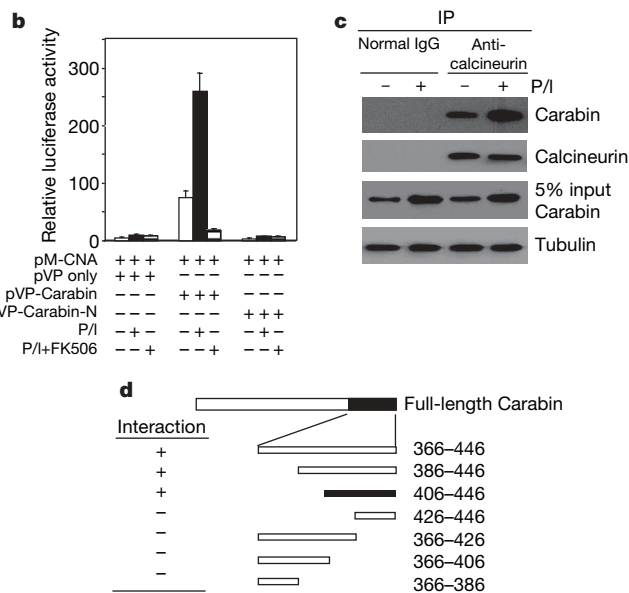 b
Relative luciferase activity
300
200
100
0
pM-CNA +++ +++ +++
pVP only +++ −−− −−−
pVP-Carabin −−− +++ −−−
VP-Carabin-N −−− −−− +++
P/I −+− −+− −+−
P/I+FK506 −−+ −−+ −−+
c
IP
Normal IgG Anti-calcineurin
− + − + P/I
Carabin
Calcineurin
5% input
Carabin
Tubulin
d
Full-length Carabin
Interaction
+ 366–446
+ 386–446
+ 406–446
− 426–446
− 366–426
− 366–406
− 366–386